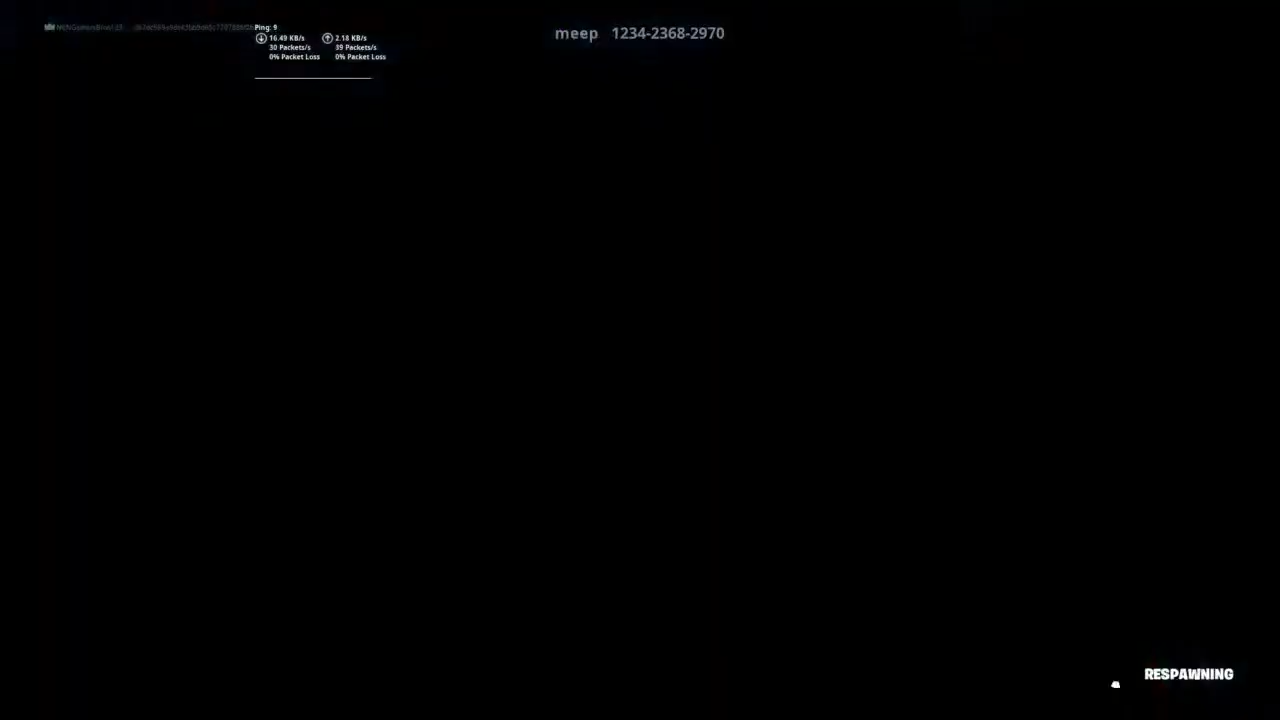 Ping: 9
meep 1234-2368-2970
16.49 KB/s 2.18 KB/s
30 Packets/s 39 Packets/s
0% Packet Loss 0% Packet Loss
RESPAWNING